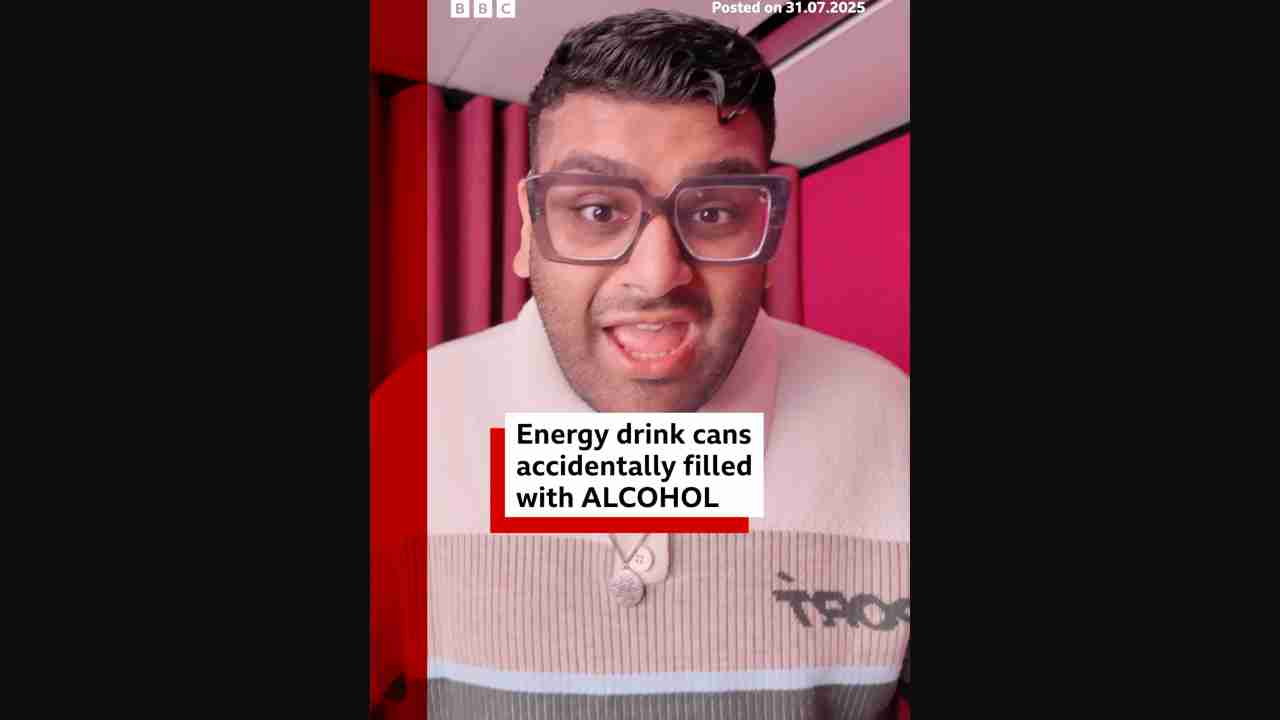 BBC
Posted on 31.07.2025
Energy drink cans
accidentally filled
with ALCOHOL